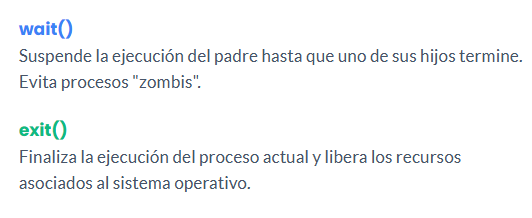 wait()
Suspende la ejecución del padre hasta que uno de sus hijos termine.
Evita procesos "zombis".
exit()
Finaliza la ejecución del proceso actual y libera los recursos
asociados al sistema operativo.